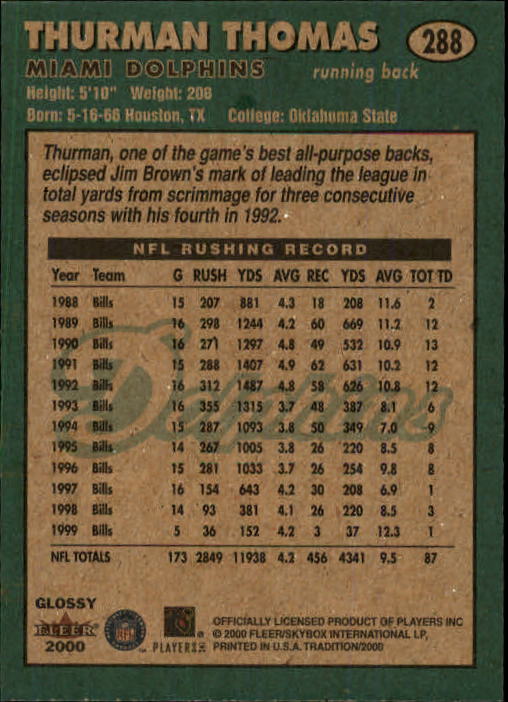 THURMAN THOMAS 288
MIAMI DOLPHINS running back
Height: 5'10" Weight: 206
Born: 5-16-66 Houston, TX College: Oklahoma State
Thurman, one of the game's best all-purpose backs,
eclipsed Jim Brown's mark of leading the league in
total yards from scrimmage for three consecutive
seasons with his fourth in 1992.
NFL RUSHING RECORD
Year Team G RUSH YDS AVG REC YDS AVG TOT TD
1988 Bills 15 207 881 4.3 18 208 11.6 2
1989 Bills 16 298 1244 4.2 60 669 11.2 12
1990 Bills 16 271 1297 4.8 49 532 10.9 13
1991 Bills 15 288 1407 4.9 62 631 10.2 12
1992 Bills 16 312 1487 4.8 58 626 10.8 12
1993 Bills 16 355 1315 3.7 48 387 8.1 6
1994 Bills 15 287 1093 3.8 50 349 7.0 9
1995 Bills 14 267 1005 3.8 26 220 8.5 8
1996 Bills 15 281 1033 3.7 26 254 9.8 8
1997 Bills 16 154 643 4.2 30 208 6.9 1
1998 Bills 14 93 381 4.1 26 220 8.5 3
1999 Bills 5 36 152 4.2 3 37 12.3 1
NFL TOTALS 173 2849 11938 4.2 456 4341 9.5 87
Dolphins
GLOSSY
FLEER
2000
NFL
PLAYERS INC
OFFICIALLY LICENSED PRODUCT OF PLAYERS INC
© 2000 FLEER/SKYBOX INTERNATIONAL LP,
PRINTED IN U.S.A. TRADITION/2000